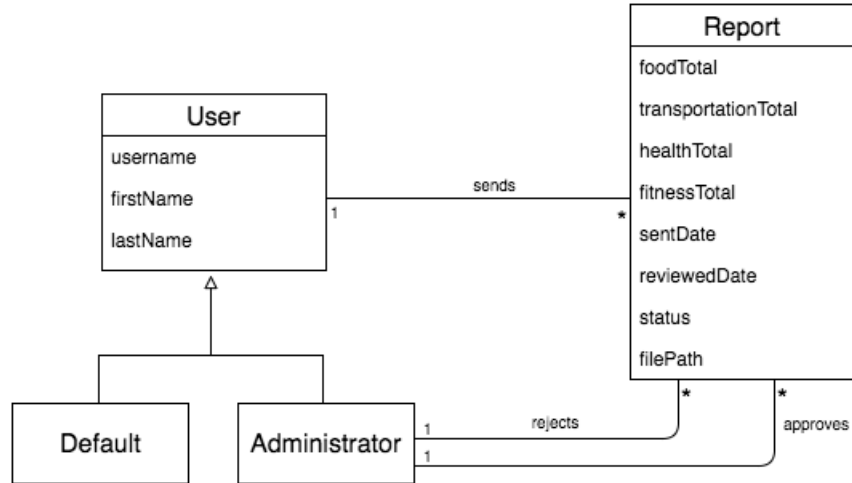 Report
foodTotal
transportationTotal
healthTotal
fitnessTotal
sentDate
reviewedDate
status
filePath
User
username
firstName
lastName
sends
1
*
Default
Administrator
1
rejects
*
1
approves
*